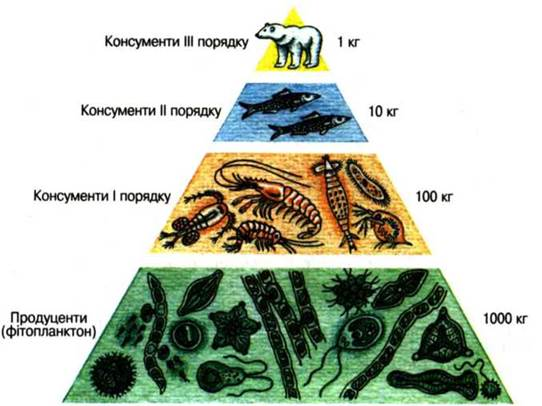 Консументи III порядку
1 кг
Консументи II порядку
10 кг
Консументи I порядку
100 кг
Продуценти
(фітопланктон)
1000 кг